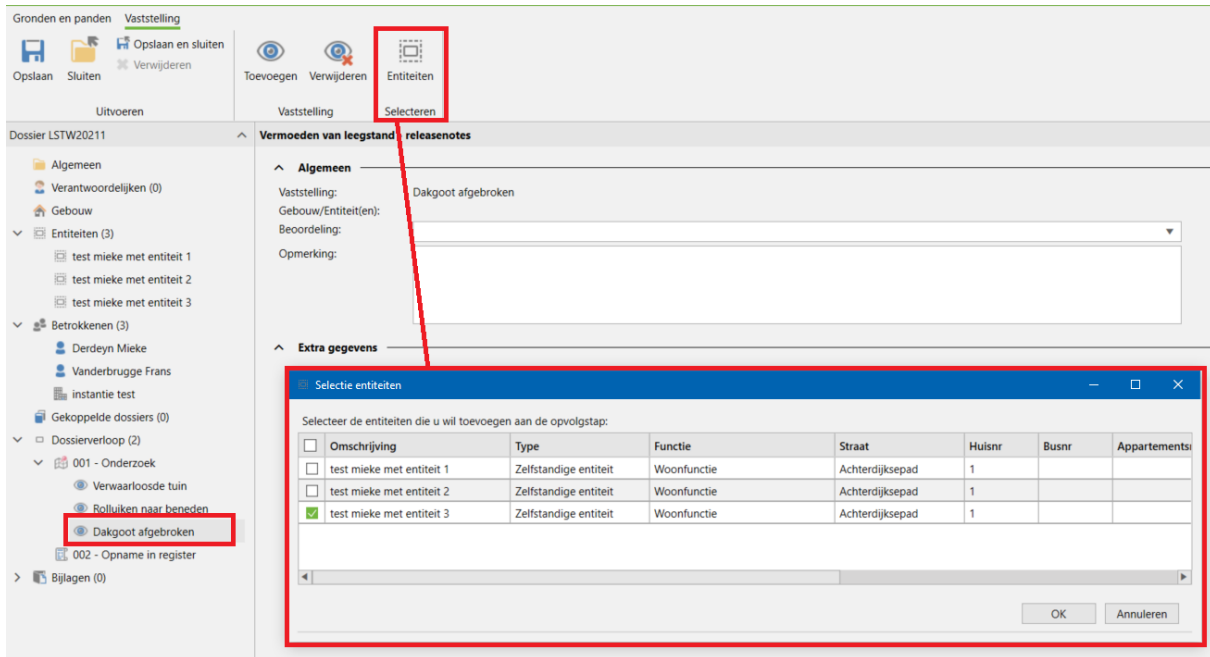 Gronden en panden Vaststelling
Opslaan en sluiten
Verwijderen
Opslaan Sluiten
Toevoegen Verwijderen Entiteiten
Uitvoeren Vaststelling Selecteren
Dossier LSTW20211
Algemeen
Verantwoordelijken (0)
Gebouw
Entiteiten (3)
test mieke met entiteit 1
test mieke met entiteit 2
test mieke met entiteit 3
Betrokkenen (3)
Derdeyn Mieke
Vanderbrugge Frans
instantie test
Gekoppelde dossiers (0)
Dossierverloop (2)
001 - Onderzoek
Verwaarloosde tuin
Rolluiken naar beneden
Dakgoot afgebroken
002 - Opname in register
Bijlagen (0)
Vermoeden van leegstand releasenotes
Algemeen
Vaststelling: Dakgoot afgebroken
Gebouw/Entiteit(en):
Beoordeling:
Opmerking:
Extra gegevens
Selectie entiteiten
Selecteer de entiteiten die u wil toevoegen aan de opvolgstap:
Omschrijving Type Functie Straat Huisnr Busnr
test mieke met entiteit 1 Zelfstandige entiteit Woonfunctie Achterdijksepad 1
test mieke met entiteit 2 Zelfstandige entiteit Woonfunctie Achterdijksepad 1
test mieke met entiteit 3 Zelfstandige entiteit Woonfunctie Achterdijksepad 1
OK Annuleren